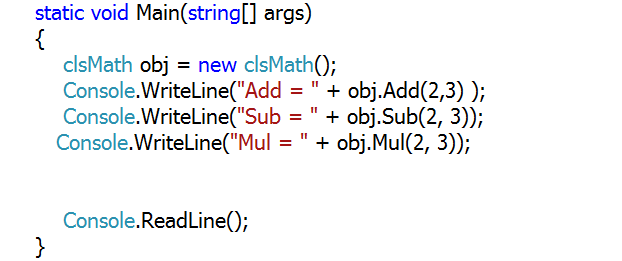 static void Main(string[] args)
{
clsMath obj = new clsMath();
Console.WriteLine("Add = " + obj.Add(2,3) );
Console.WriteLine("Sub = " + obj.Sub(2, 3));
Console.WriteLine("Mul = " + obj.Mul(2, 3));
Console.ReadLine();
}